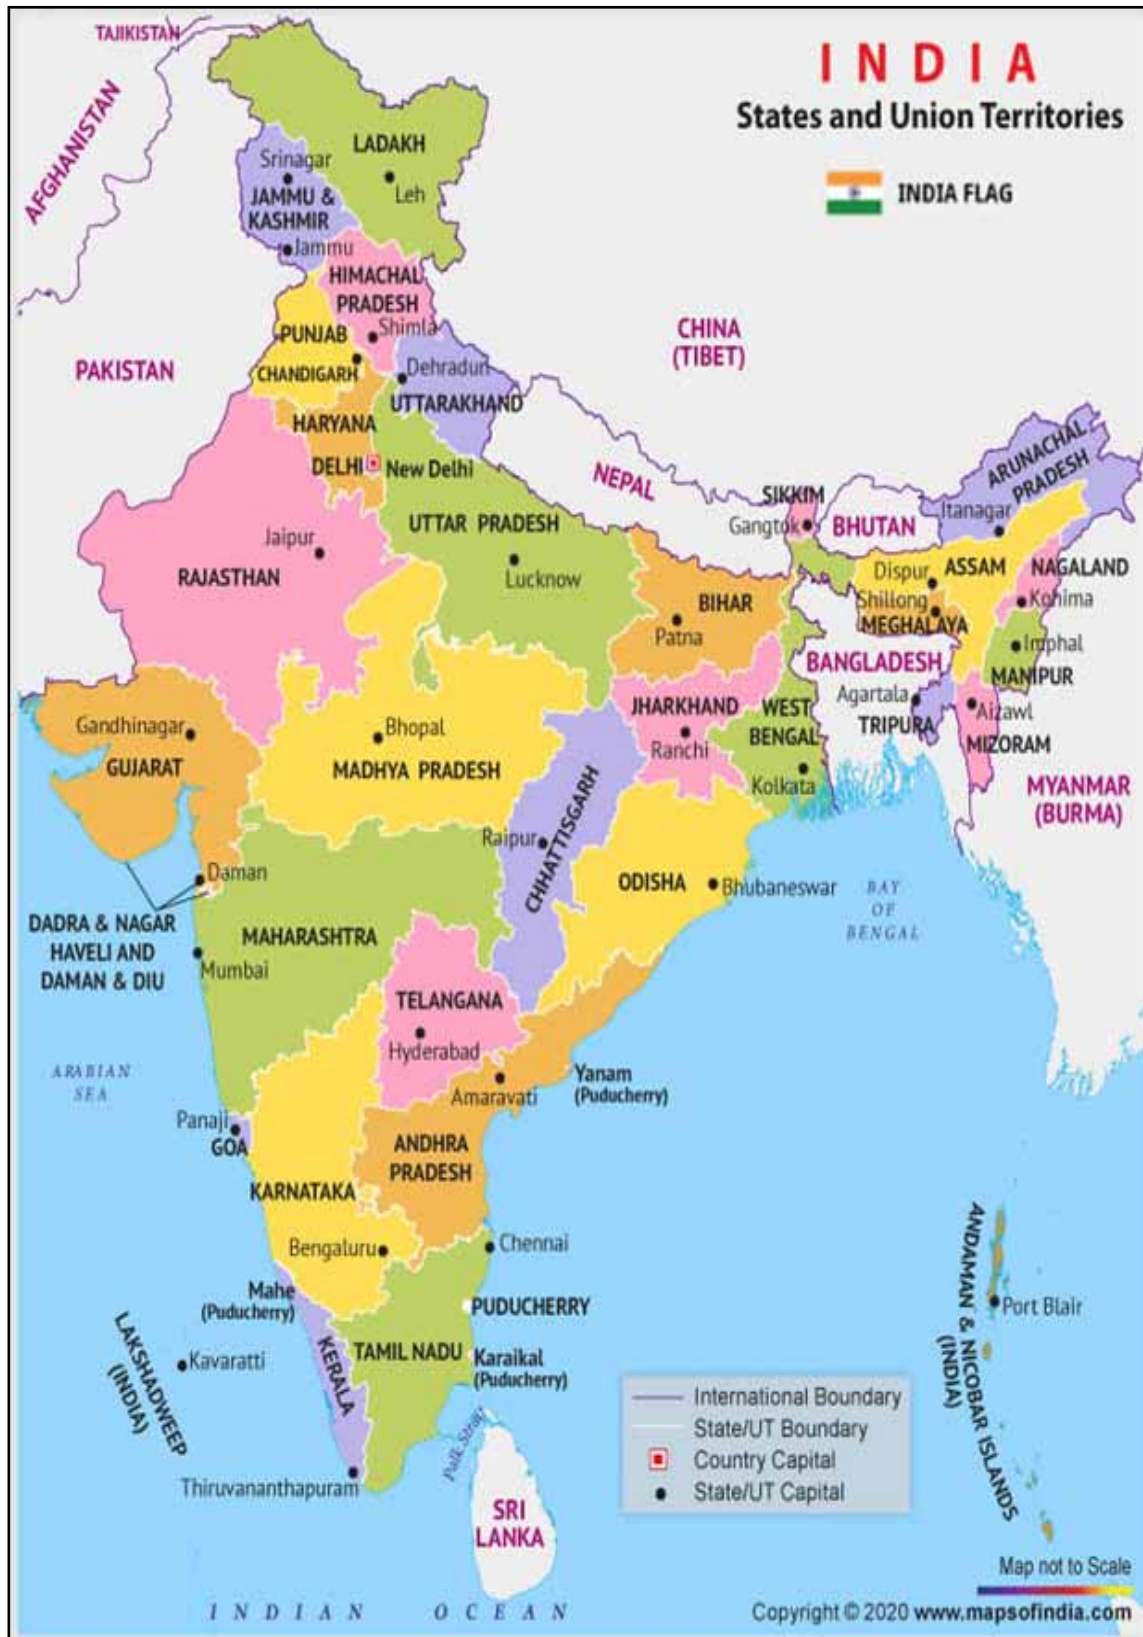 INDIA
States and Union Territories
INDIA FLAG
TAJIKISTAN
AFGHANISTAN
PAKISTAN
CHINA
(TIBET)
NEPAL
BHUTAN
BANGLADESH
MYANMAR
(BURMA)
SRI
LANKA
LADAKH
Leh
Srinagar
JAMMU &
KASHMIR
Jammu
HIMACHAL
PRADESH
Shimla
PUNJAB
CHANDIGARH
Dehradun
UTTARAKHAND
HARYANA
DELHI
New Delhi
UTTAR PRADESH
Lucknow
Jaipur
RAJASTHAN
SIKKIM
Gangtok
ARUNACHAL
PRADESH
Itanagar
ASSAM
Dispur
NAGALAND
Kohima
Shillong
MEGHALAYA
Imphal
MANIPUR
Agartala
TRIPURA
Aizawl
MIZORAM
BIHAR
Patna
JHARKHAND
Ranchi
WEST
BENGAL
Kolkata
Gandhinagar
GUJARAT
Bhopal
MADHYA PRADESH
CHHATTISGARH
Raipur
ODISHA
Bhubaneswar
BAY
OF
BENGAL
Daman
DADRA & NAGAR
HAVELI AND
DAMAN & DIU
MAHARASHTRA
Mumbai
TELANGANA
Hyderabad
ARABIAN
SEA
Amaravati
Yanam
(Puducherry)
Panaji
GOA
ANDHRA
PRADESH
KARNATAKA
Bengaluru
Chennai
Mahe
(Puducherry)
PUDUCHERRY
KERALA
TAMIL NADU
Karaikal
(Puducherry)
LAKSHADWEEP
(INDIA)
Kavaratti
Thiruvananthapuram
Palk Strait
ANDAMAN & NICOBAR ISLANDS
(INDIA)
Port Blair
International Boundary
State/UT Boundary
Country Capital
State/UT Capital
INDIAN OCEAN
Map not to Scale
Copyright © 2020 www.mapsofindia.com